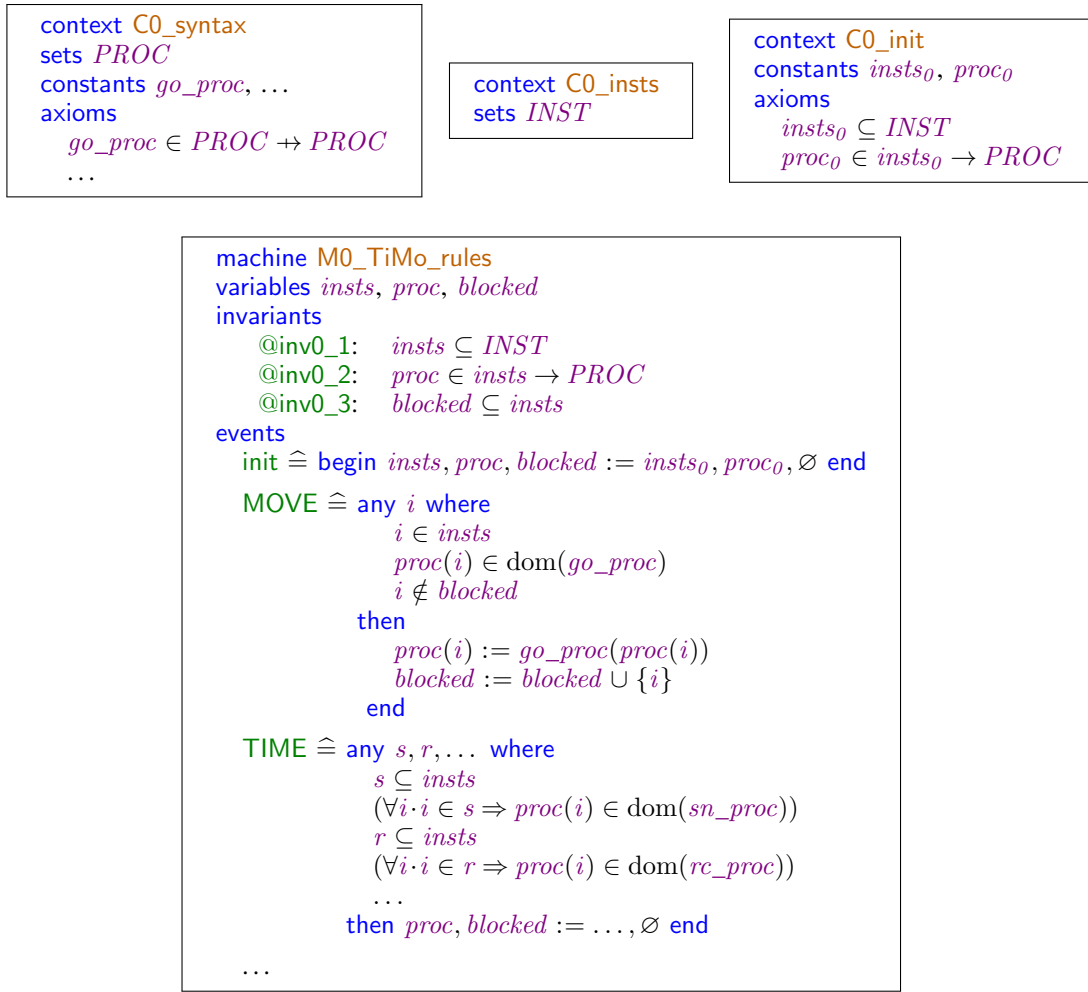 context C0_syntax
sets PROC
constants go_proc, …
axioms
go_proc ∈ PROC ⇸ PROC
…
context C0_insts
sets INST
context C0_init
constants insts₀, proc₀
axioms
insts₀ ⊆ INST
proc₀ ∈ insts₀ → PROC
machine M0_TiMo_rules
variables insts, proc, blocked
invariants
@inv0_1: insts ⊆ INST
@inv0_2: proc ∈ insts → PROC
@inv0_3: blocked ⊆ insts
events
init ≙ begin insts, proc, blocked := insts₀, proc₀, ∅ end
MOVE ≙ any i where
i ∈ insts
proc(i) ∈ dom(go_proc)
i ∉ blocked
then
proc(i) := go_proc(proc(i))
blocked := blocked ∪ {i}
end
TIME ≙ any s, r, … where
s ⊆ insts
(∀i·i ∈ s ⇒ proc(i) ∈ dom(sn_proc))
r ⊆ insts
(∀i·i ∈ r ⇒ proc(i) ∈ dom(rc_proc))
…
then proc, blocked := …, ∅ end
…